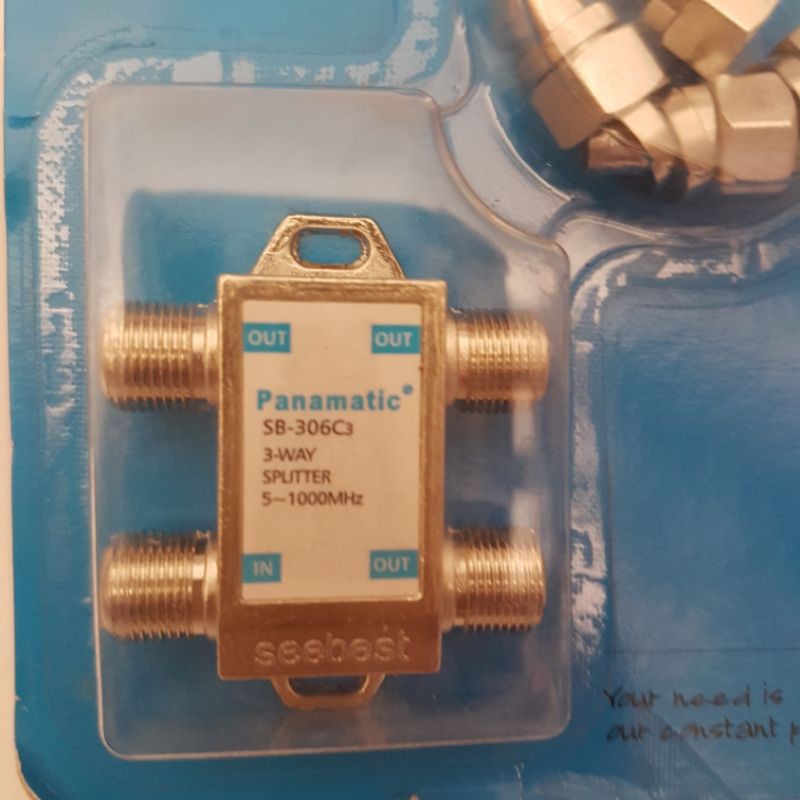 OUT OUT
Panamatic
SB-306C3
3-WAY
SPLITTER
5~1000MHz
IN OUT
seebest
Your need is
our constant